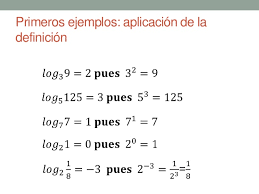 Primeros ejemplos: aplicación de la
definición
log₃9 = 2 pues 3² = 9
log₅125 = 3 pues 5³ = 125
log₇7 = 1 pues 7¹ = 7
log₂1 = 0 pues 2⁰ = 1
log₂ 1/8 = −3 pues 2⁻³ = 1/2³ = 1/8